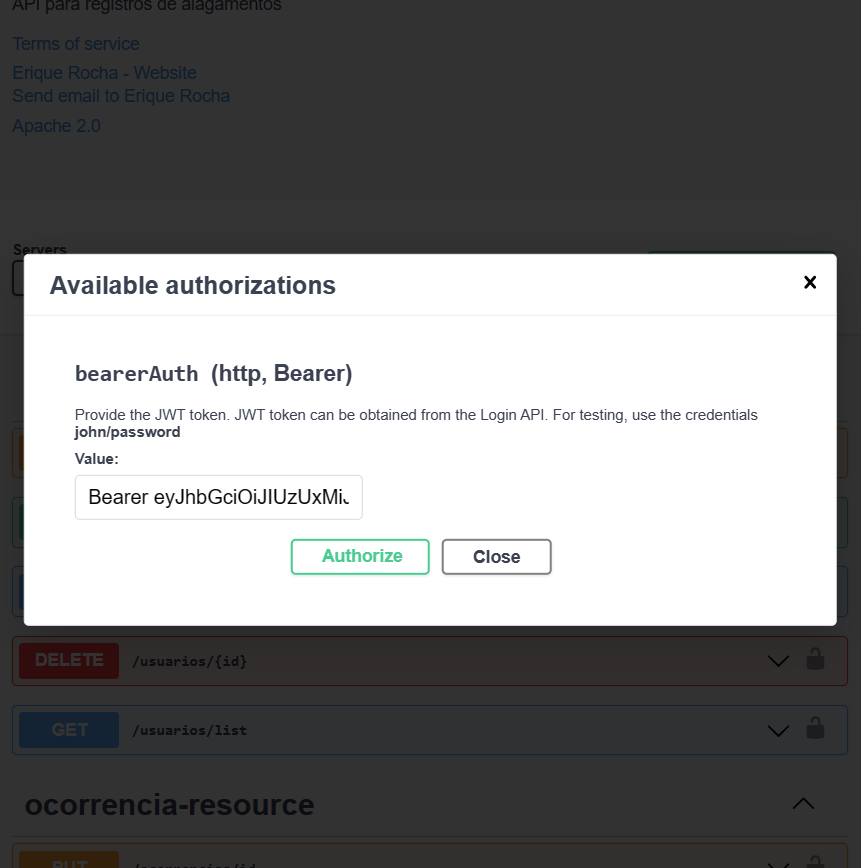 API para registros de alagamentos
Terms of service
Erique Rocha - Website
Send email to Erique Rocha
Apache 2.0
Servers
Available authorizations
bearerAuth (http, Bearer)
Provide the JWT token. JWT token can be obtained from the Login API. For testing, use the credentials
john/password
Value:
Bearer eyJhbGciOiJIUzUxMiJ
Authorize
Close
DELETE /usuarios/{id}
GET /usuarios/list
ocorrencia-resource
PUT /ocorrencias/id